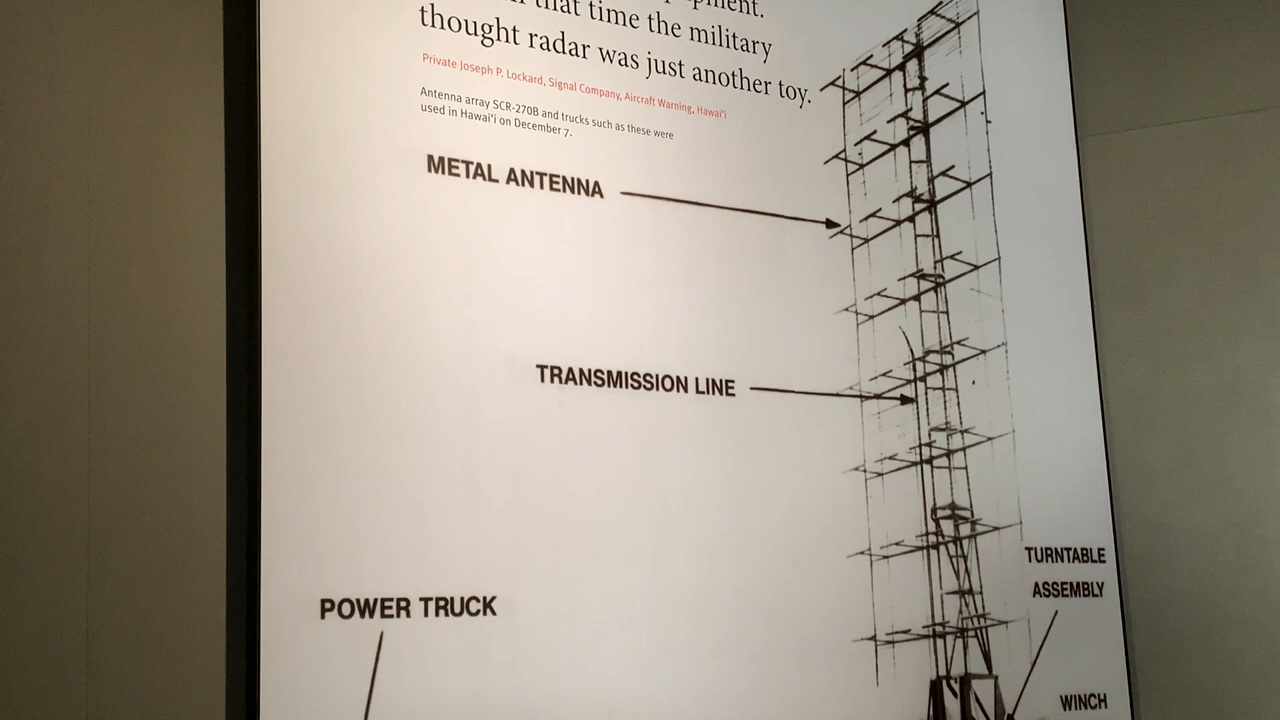 that time the military
thought radar was just another toy.
Private Joseph P. Lockard, Signal Company, Aircraft Warning, Hawai'i
Antenna array SCR-270B and trucks such as these were
used in Hawai'i on December 7.
METAL ANTENNA
TRANSMISSION LINE
POWER TRUCK
TURNTABLE
ASSEMBLY
WINCH